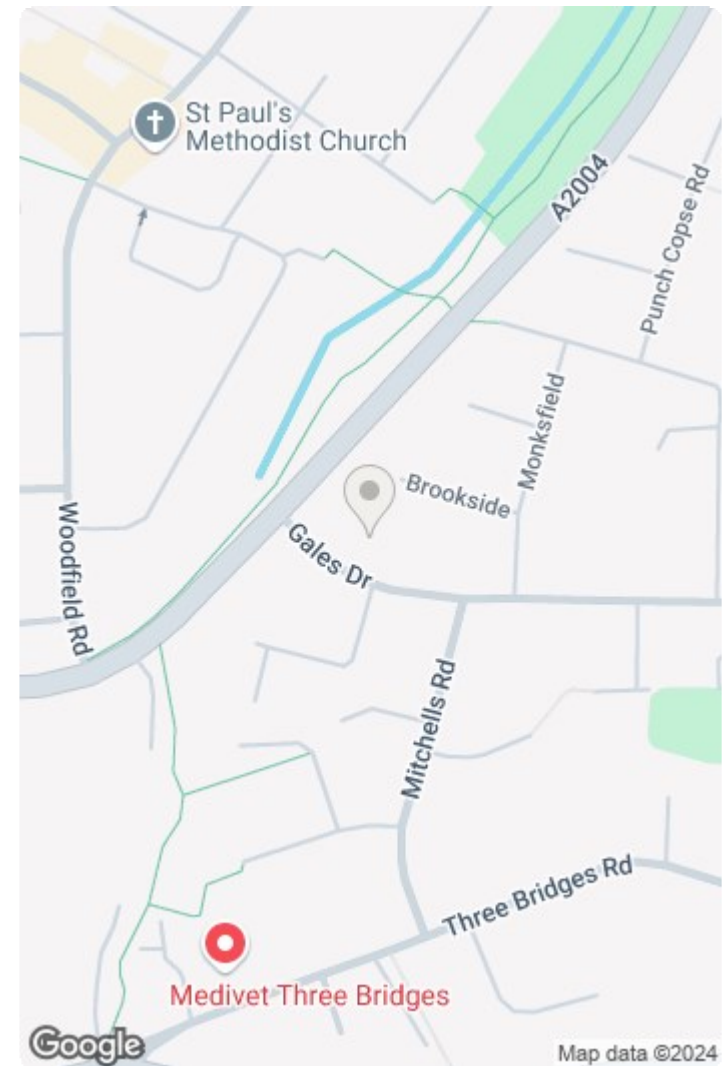 St Paul's
Methodist Church
A2004
Punch Copse Rd
Monksfield
Brookside
Woodfield Rd
Gales Dr
Mitchells Rd
Three Bridges Rd
Medivet Three Bridges
Google
Map data ©2024